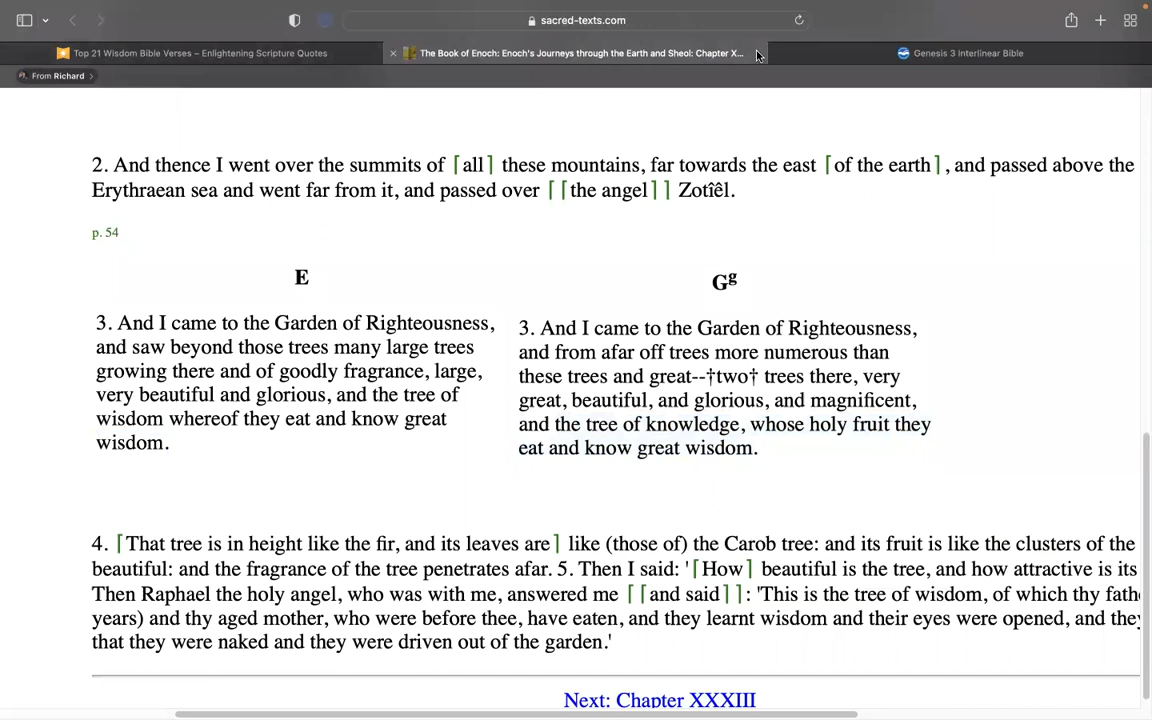 sacred-texts.com
Top 21 Wisdom Bible Verses – Enlightening Scripture Quotes
The Book of Enoch: Enoch's Journeys through the Earth and Sheol: Chapter X...
Genesis 3 Interlinear Bible
From Richard >
2. And thence I went over the summits of ⌈all⌉ these mountains, far towards the east ⌈of the earth⌉, and passed above the
Erythraean sea and went far from it, and passed over ⌈⌈the angel⌉⌉ Zotîêl.
p. 54
E
3. And I came to the Garden of Righteousness,
and saw beyond those trees many large trees
growing there and of goodly fragrance, large,
very beautiful and glorious, and the tree of
wisdom whereof they eat and know great
wisdom.
Gg
3. And I came to the Garden of Righteousness,
and from afar off trees more numerous than
these trees and great--†two† trees there, very
great, beautiful, and glorious, and magnificent,
and the tree of knowledge, whose holy fruit they
eat and know great wisdom.
4. ⌈That tree is in height like the fir, and its leaves are⌉ like (those of) the Carob tree: and its fruit is like the clusters of the
beautiful: and the fragrance of the tree penetrates afar. 5. Then I said: '⌈How⌉ beautiful is the tree, and how attractive is its
Then Raphael the holy angel, who was with me, answered me ⌈⌈and said⌉⌉: 'This is the tree of wisdom, of which thy fath
years) and thy aged mother, who were before thee, have eaten, and they learnt wisdom and their eyes were opened, and they
that they were naked and they were driven out of the garden.'
Next: Chapter XXXIII